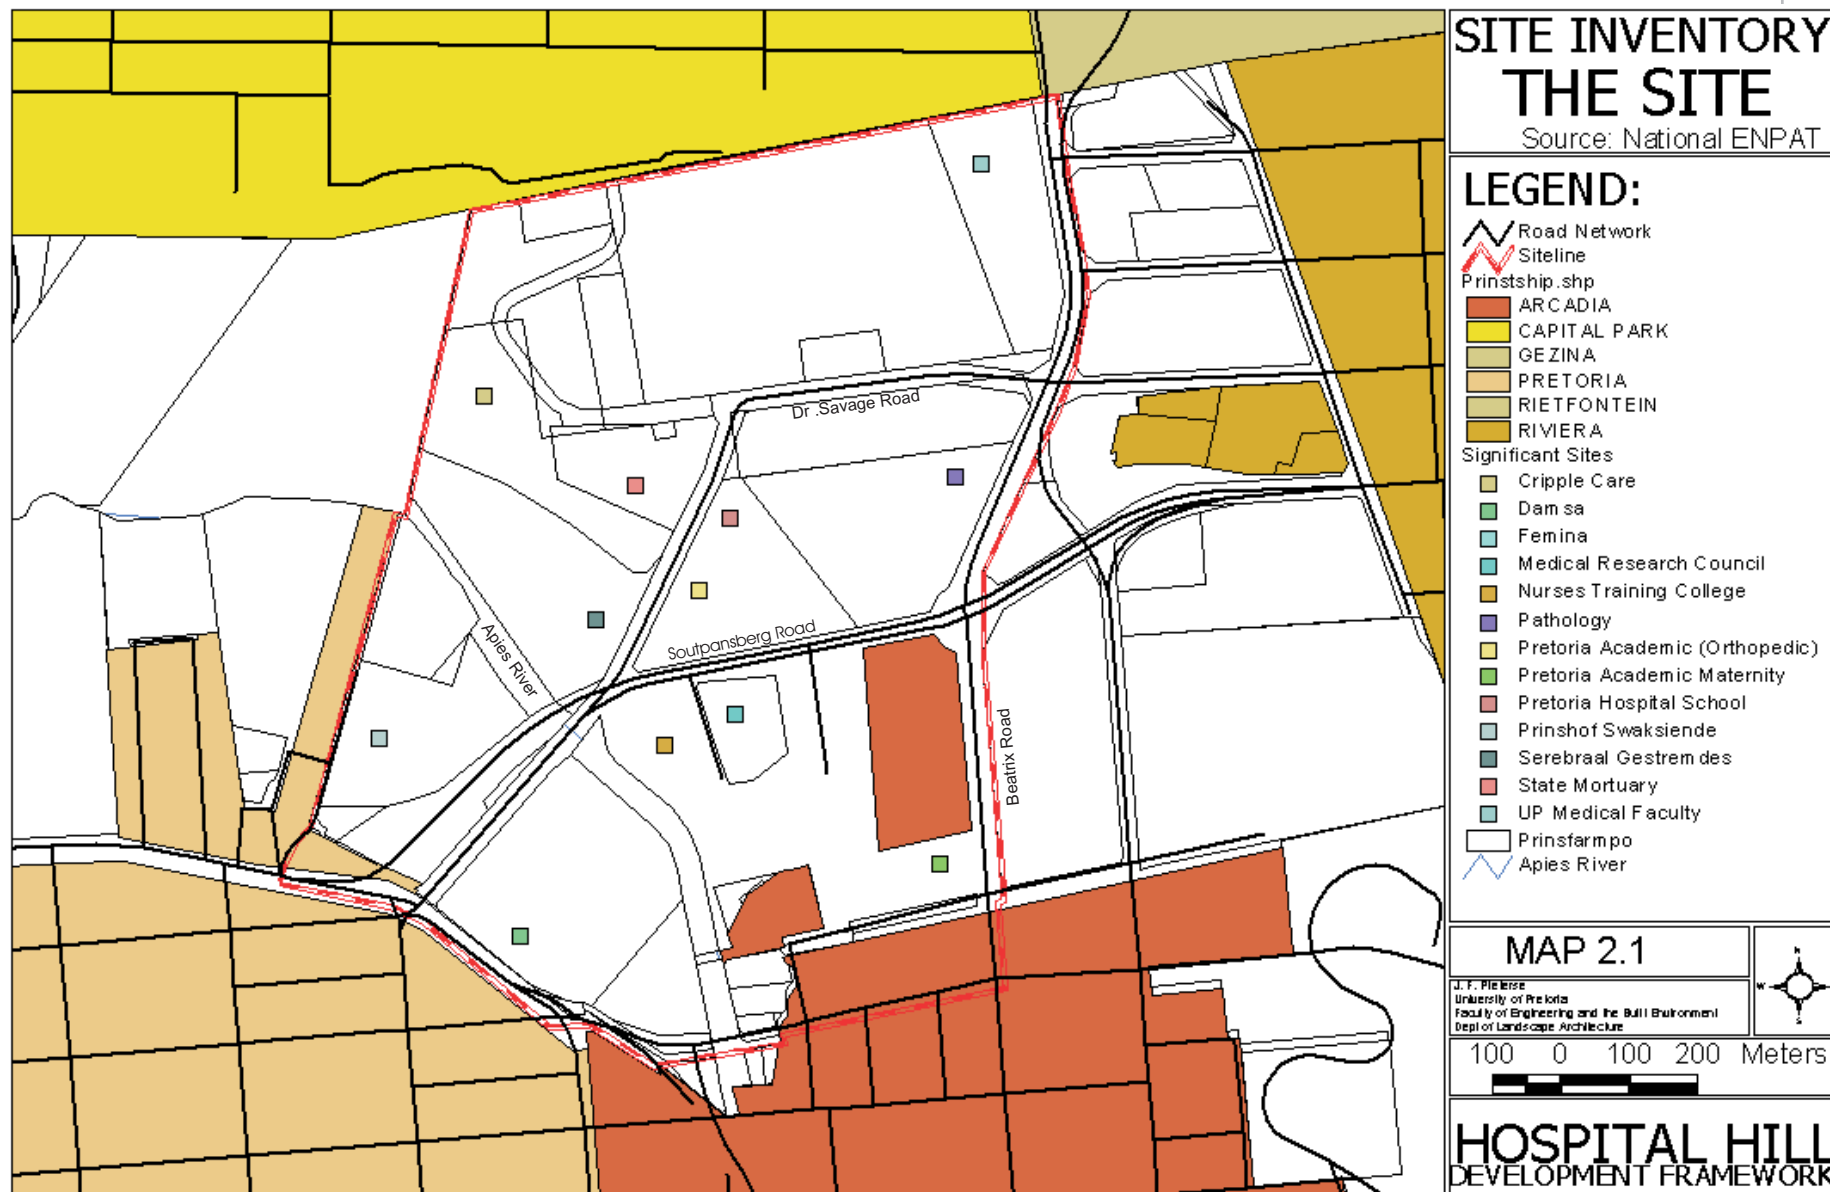 SITE INVENTORY
THE SITE
Source: National ENPAT
LEGEND:
Road Network
Siteline
Prinstship.shp
ARCADIA
CAPITAL PARK
GEZINA
PRETORIA
RIETFONTEIN
RIVIERA
Significant Sites
Cripple Care
Damsa
Femina
Medical Research Council
Nurses Training College
Pathology
Pretoria Academic (Orthopedic)
Pretoria Academic Maternity
Pretoria Hospital School
Prinshof Swaksiende
Serebraal Gestremdes
State Mortuary
UP Medical Faculty
Prinsfarmpo
Apies River
Dr .Savage Road
Soutpansberg Road
Apies River
Beatrix Road
MAP 2.1
J. F. Pieterse
University of Pretoria
Faculty of Engineering and the Built Environment
Dept of Landscape Architecture
N
W
S
100 0 100 200 Meters
HOSPITAL HILL
DEVELOPMENT FRAMEWORK